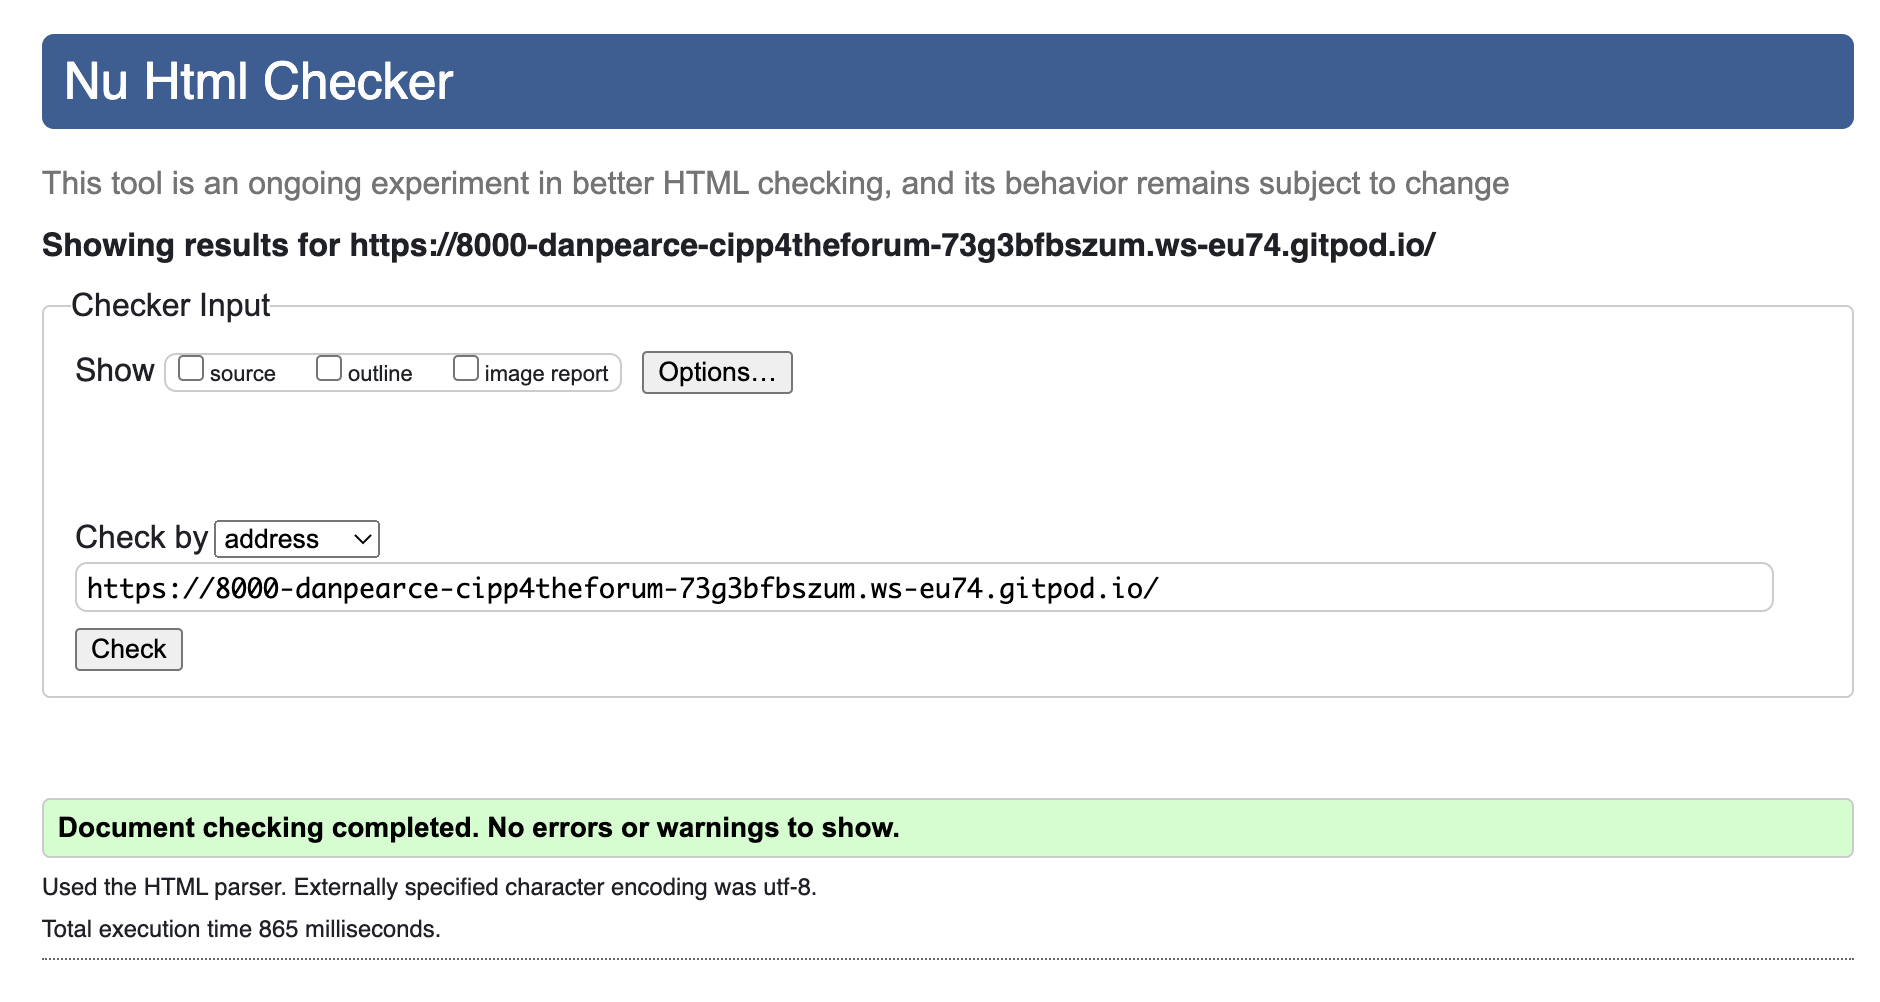 Nu Html Checker
This tool is an ongoing experiment in better HTML checking, and its behavior remains subject to change
Showing results for https://8000-danpearce-cipp4theforum-73g3bfbszum.ws-eu74.gitpod.io/
Checker Input
Show source outline image report Options...
Check by address
https://8000-danpearce-cipp4theforum-73g3bfbszum.ws-eu74.gitpod.io/
Check
Document checking completed. No errors or warnings to show.
Used the HTML parser. Externally specified character encoding was utf-8.
Total execution time 865 milliseconds.